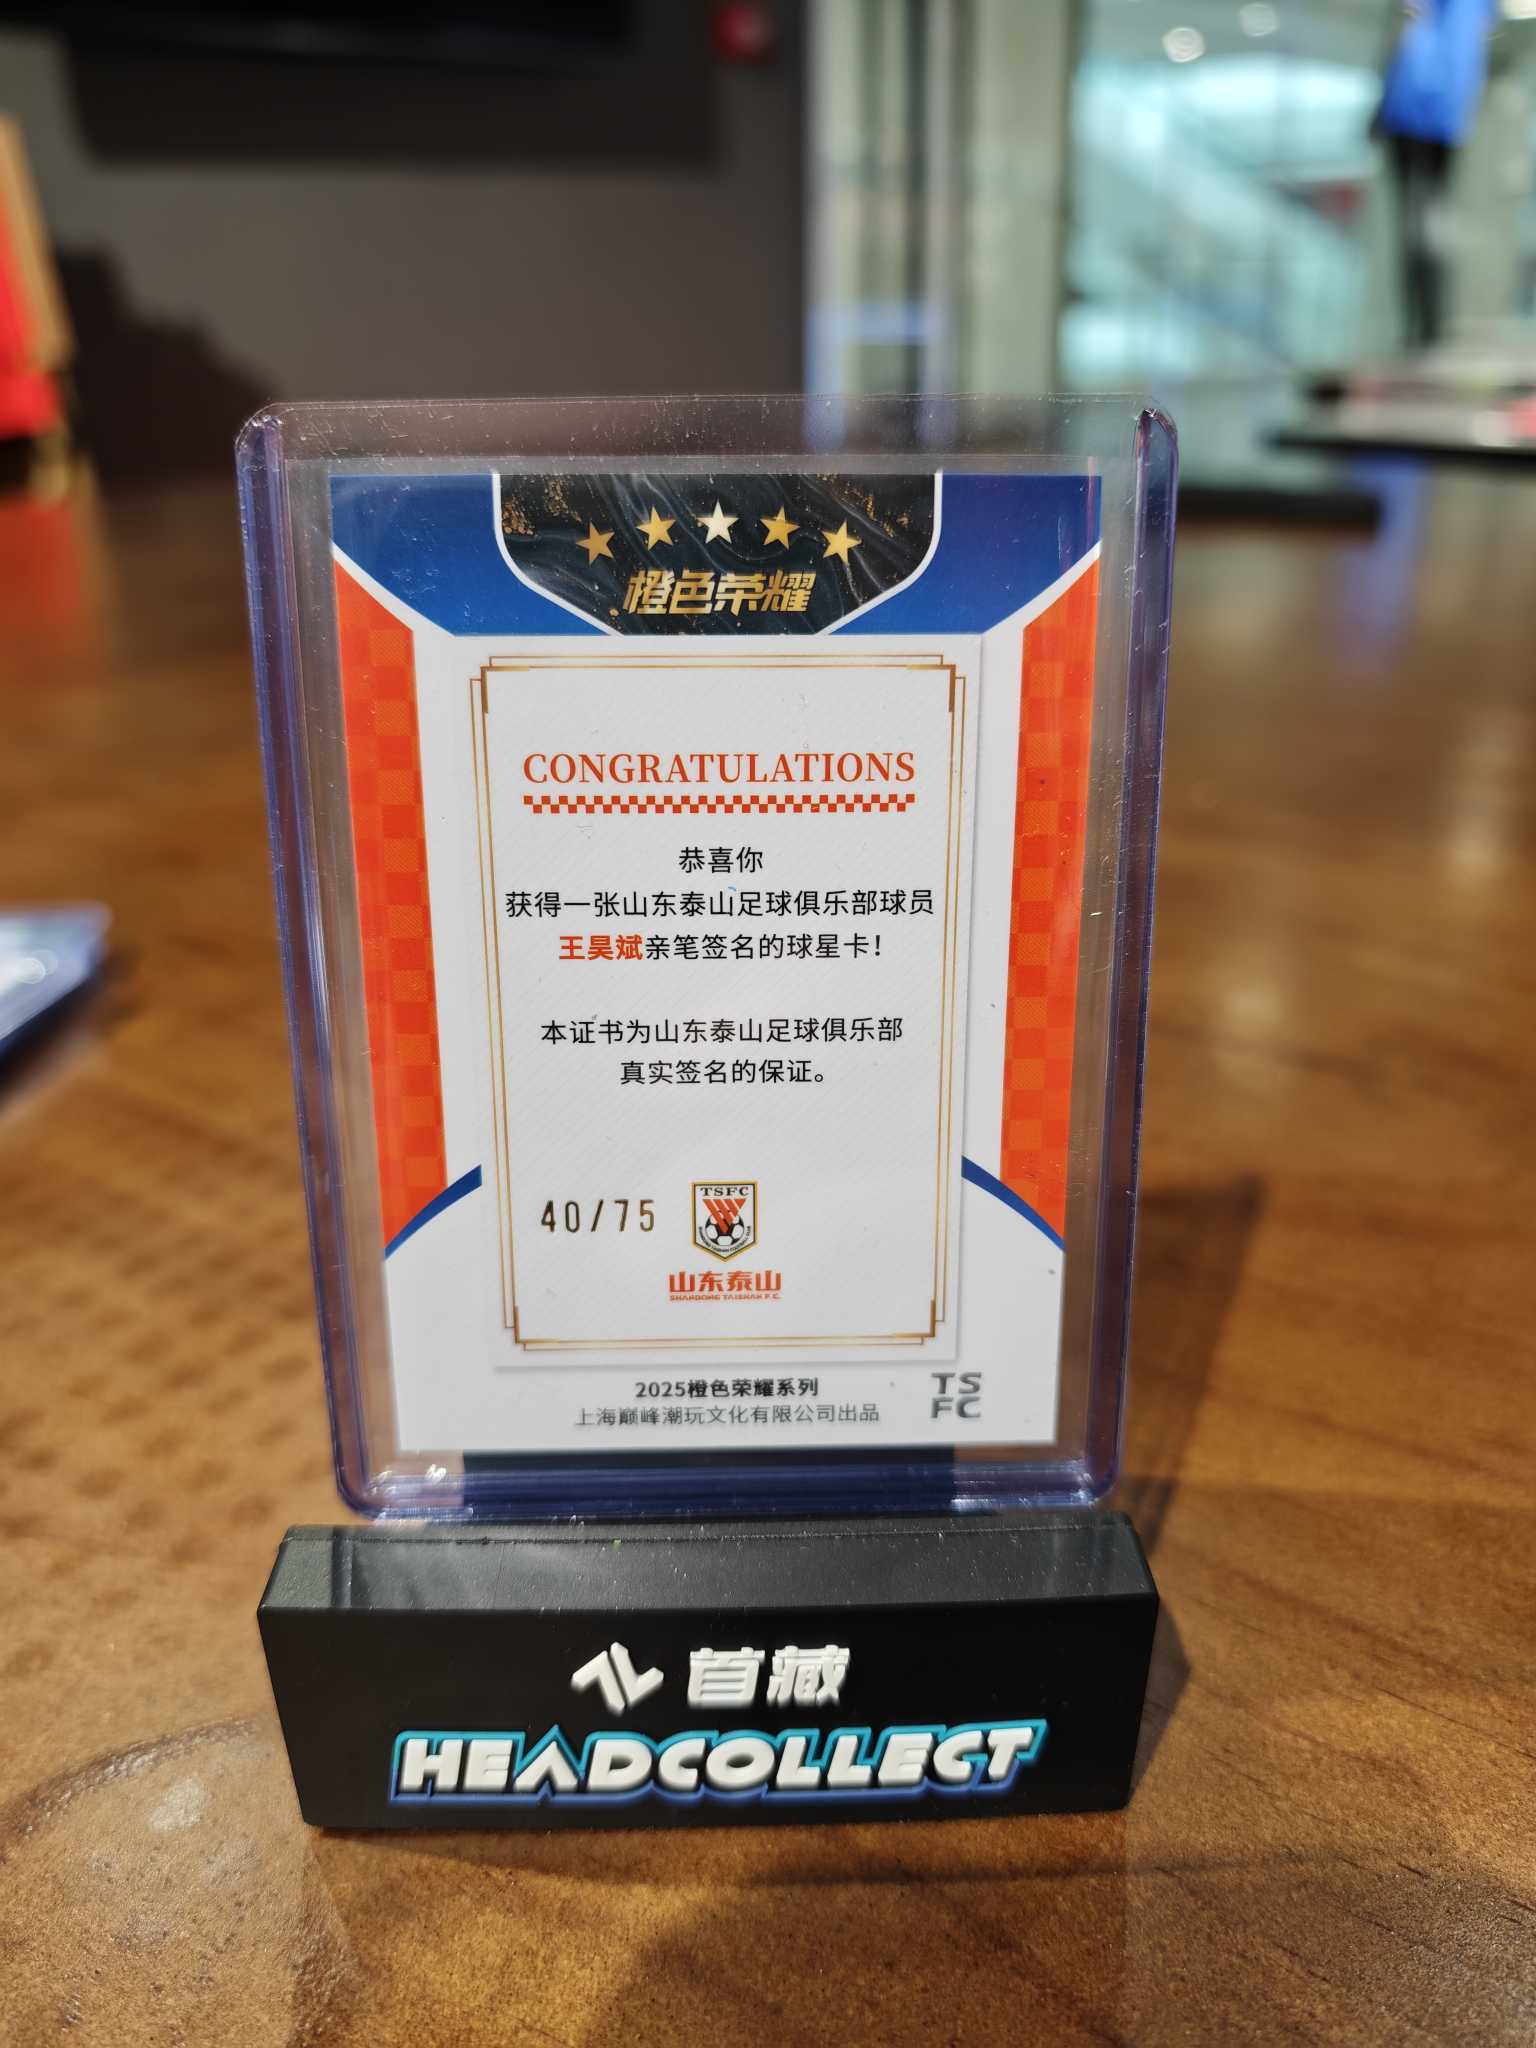 橙色荣耀
CONGRATULATIONS
恭喜你
获得一张山东泰山足球俱乐部球员
王昊斌亲笔签名的球星卡！
本证书为山东泰山足球俱乐部
真实签名的保证。
40/75
TSFC
山东泰山
SHANDONG TAISHAN F.C.
2025橙色荣耀系列
上海巅峰潮玩文化有限公司出品
TS
FC
首藏
HEADCOLLECT